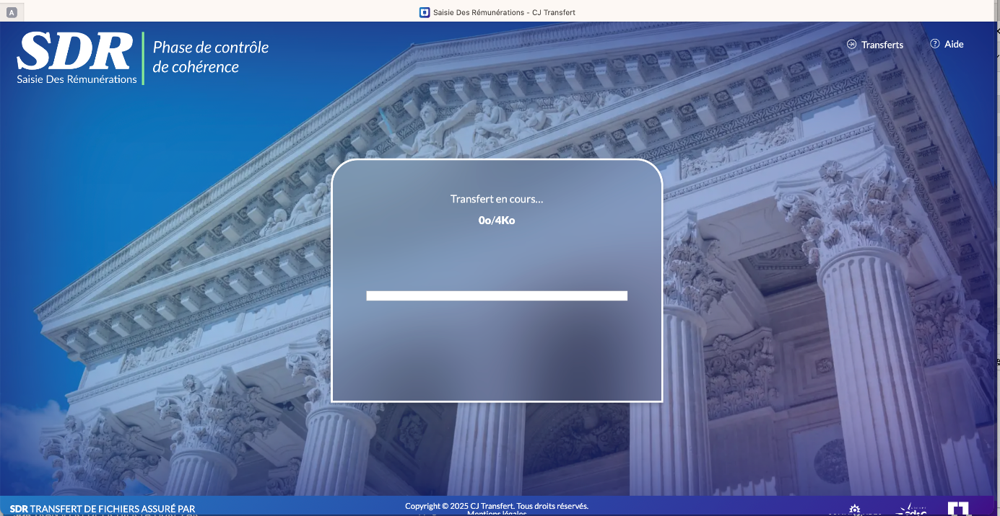 A
Saisie Des Rémunérations - CJ Transfert
SDR
Saisie Des Rémunérations
Phase de contrôle
de cohérence
Transferts
? Aide
Transfert en cours...
0o/4Ko
SDR TRANSFERT DE FICHIERS ASSURÉ PAR
Copyright © 2025 CJ Transfert. Tous droits réservés.
Mentions légales